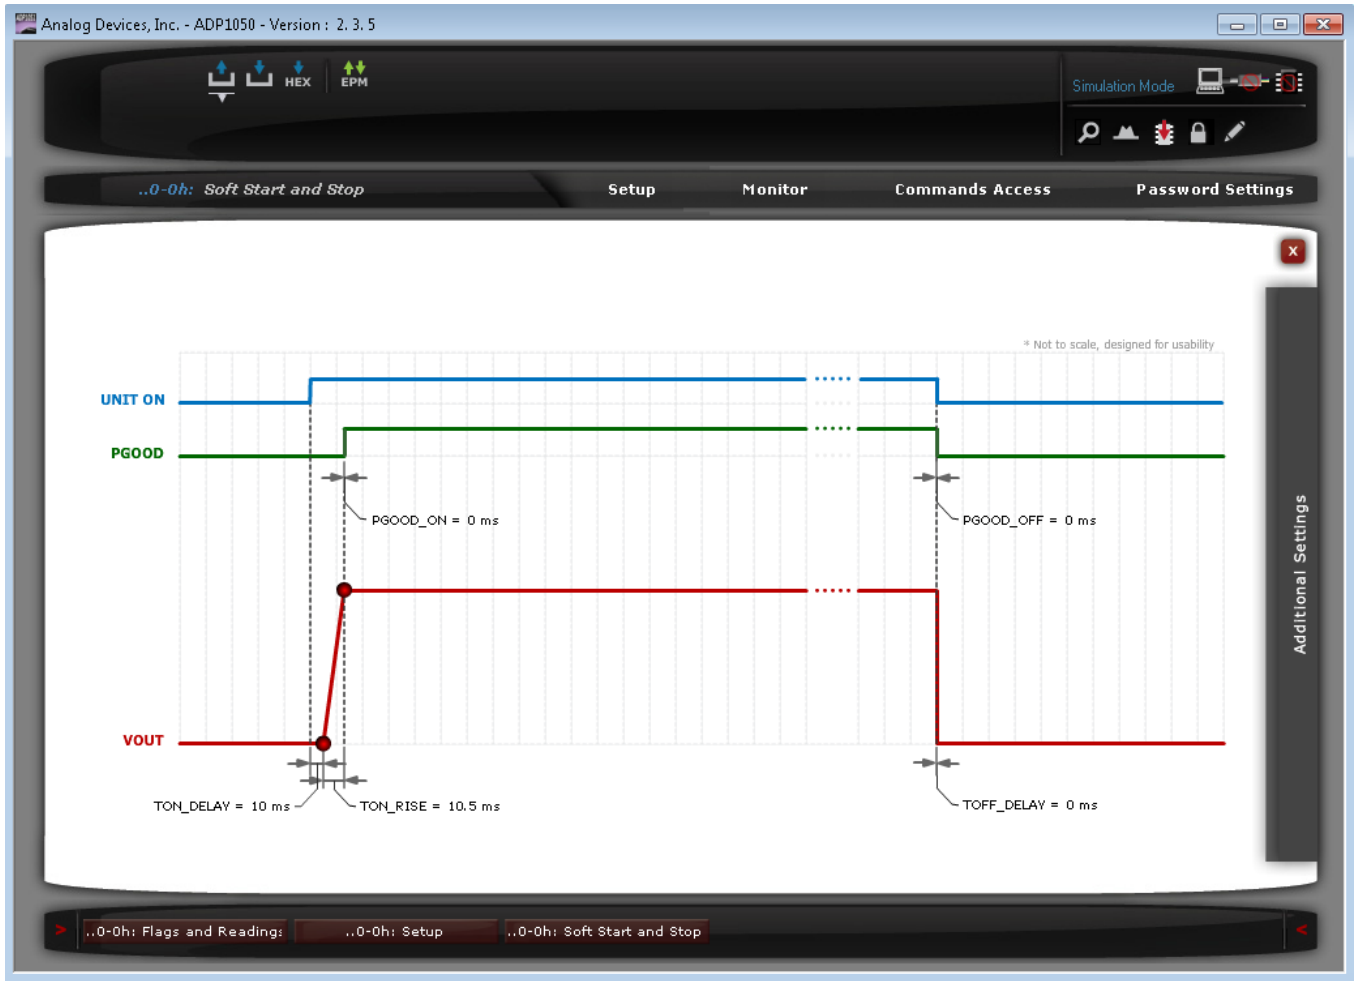 Analog Devices, Inc. - ADP1050 - Version : 2. 3. 5
HEX
EPM
Simulation Mode
..0-0h: Soft Start and Stop
Setup
Monitor
Commands Access
Password Settings
x
* Not to scale, designed for usability
UNIT ON
PGOOD
PGOOD_ON = 0 ms
PGOOD_OFF = 0 ms
Additional Settings
VOUT
TON_DELAY = 10 ms
TON_RISE = 10.5 ms
TOFF_DELAY = 0 ms
>
..0-0h: Flags and Readings
..0-0h: Setup
..0-0h: Soft Start and Stop
<